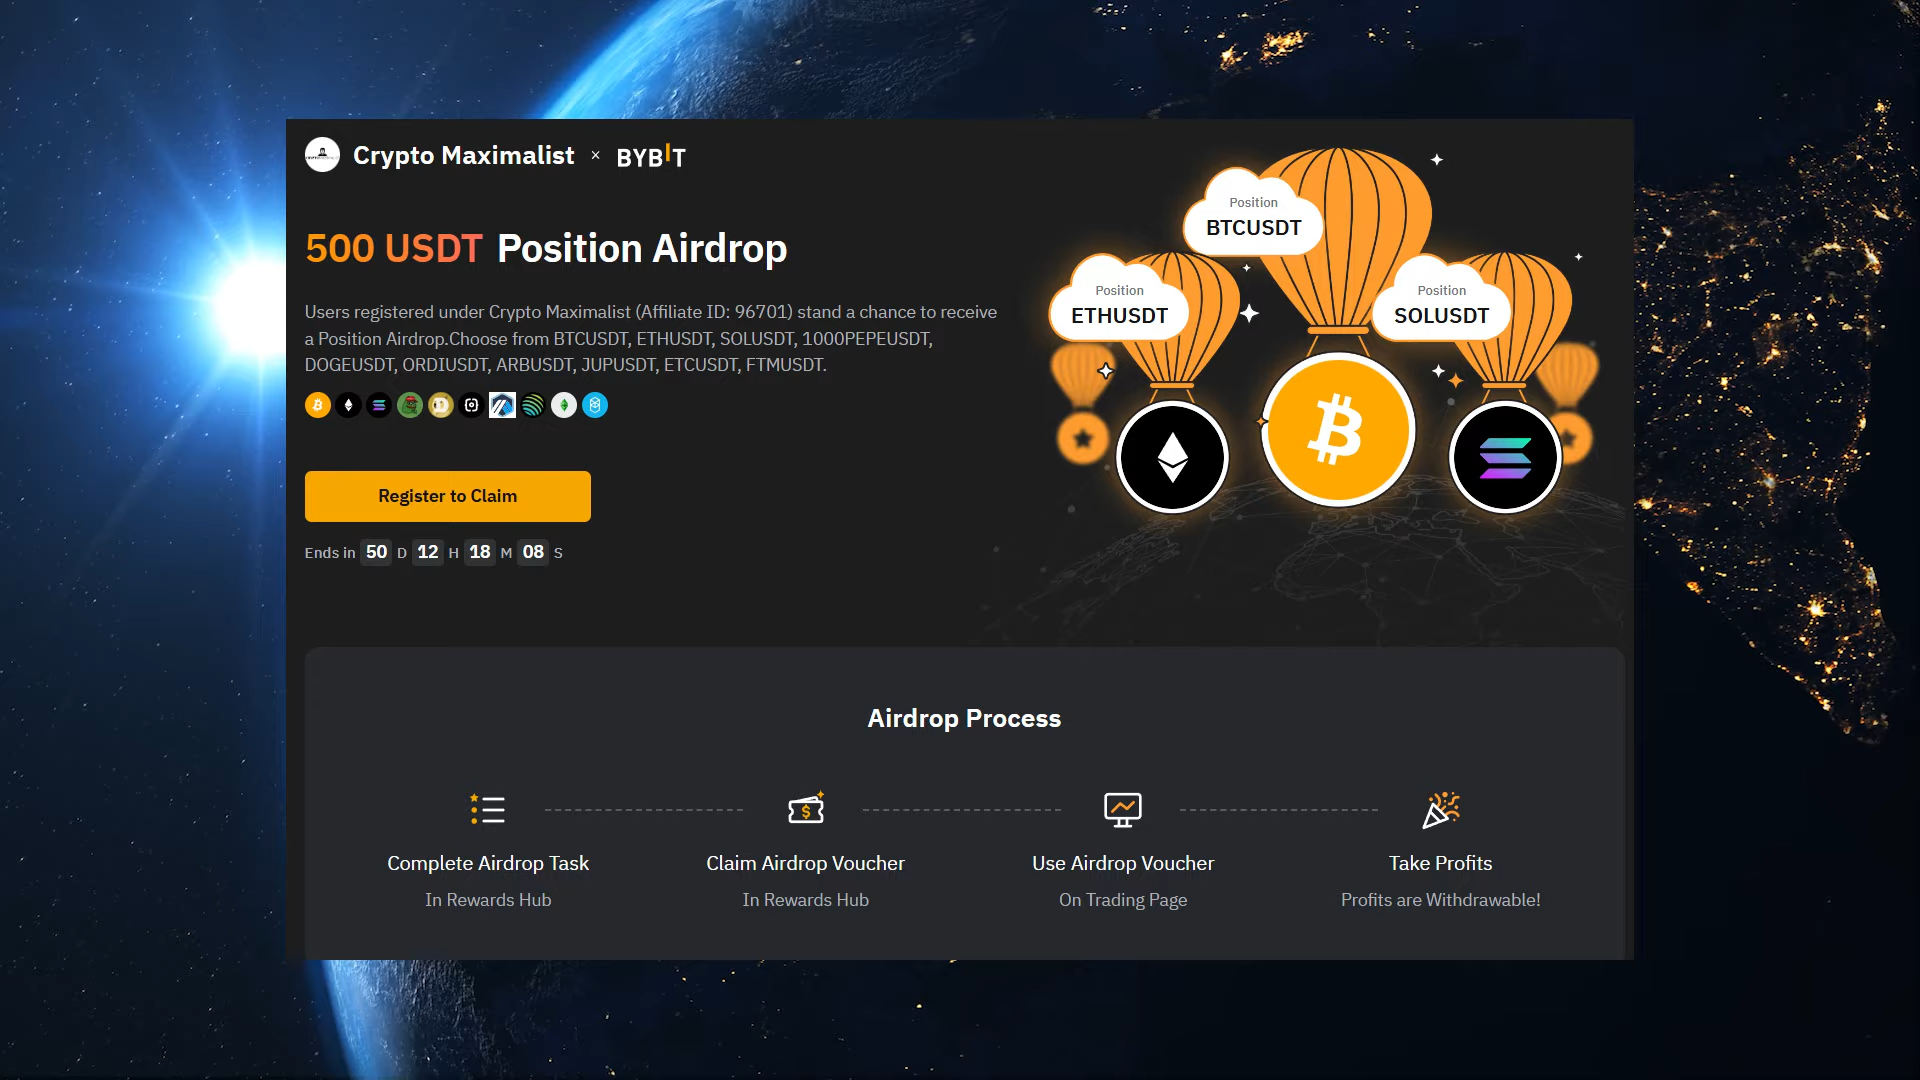 Crypto Maximalist × BYBIT
500 USDT Position Airdrop
Users registered under Crypto Maximalist (Affiliate ID: 96701) stand a chance to receive
a Position Airdrop.Choose from BTCUSDT, ETHUSDT, SOLUSDT, 1000PEPEUSDT,
DOGEUSDT, ORDIUSDT, ARBUSDT, JUPUSDT, ETCUSDT, FTMUSDT.
Register to Claim
Ends in 50 D 12 H 18 M 08 S
Position
BTCUSDT
Position
ETHUSDT
Position
SOLUSDT
Airdrop Process
Complete Airdrop Task
In Rewards Hub
Claim Airdrop Voucher
In Rewards Hub
Use Airdrop Voucher
On Trading Page
Take Profits
Profits are Withdrawable!